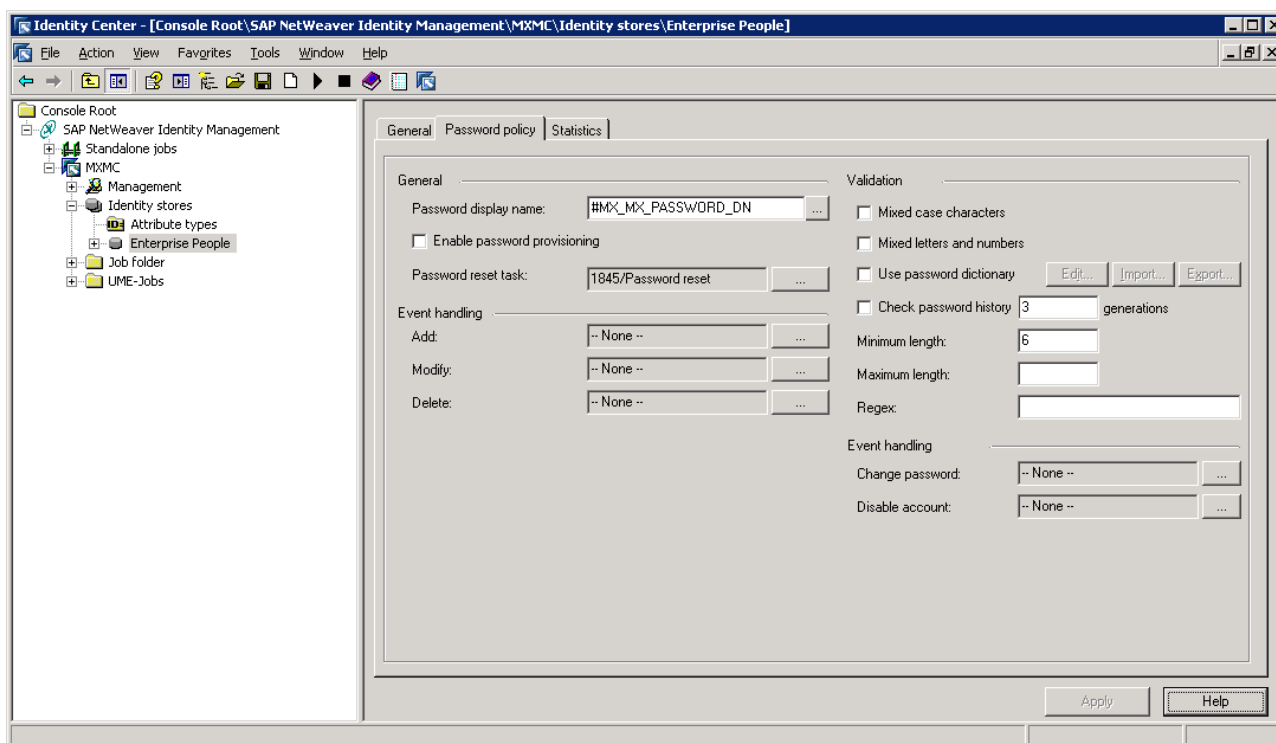 Identity Center - [Console Root\SAP NetWeaver Identity Management\MXMC\Identity stores\Enterprise People]
File Action View Favorites Tools Window Help
Console Root
SAP NetWeaver Identity Management
Standalone jobs
MXMC
Management
Identity stores
Attribute types
Enterprise People
Job folder
UME-Jobs
General Password policy Statistics
General
Password display name: #MX_MX_PASSWORD_DN ...
Enable password provisioning
Password reset task: 1845/Password reset ...
Event handling
Add: -- None -- ...
Modify: -- None -- ...
Delete: -- None -- ...
Validation
Mixed case characters
Mixed letters and numbers
Use password dictionary Edit... Import... Export...
Check password history 3 generations
Minimum length: 6
Maximum length:
Regex:
Event handling
Change password: -- None -- ...
Disable account: -- None -- ...
Apply Help